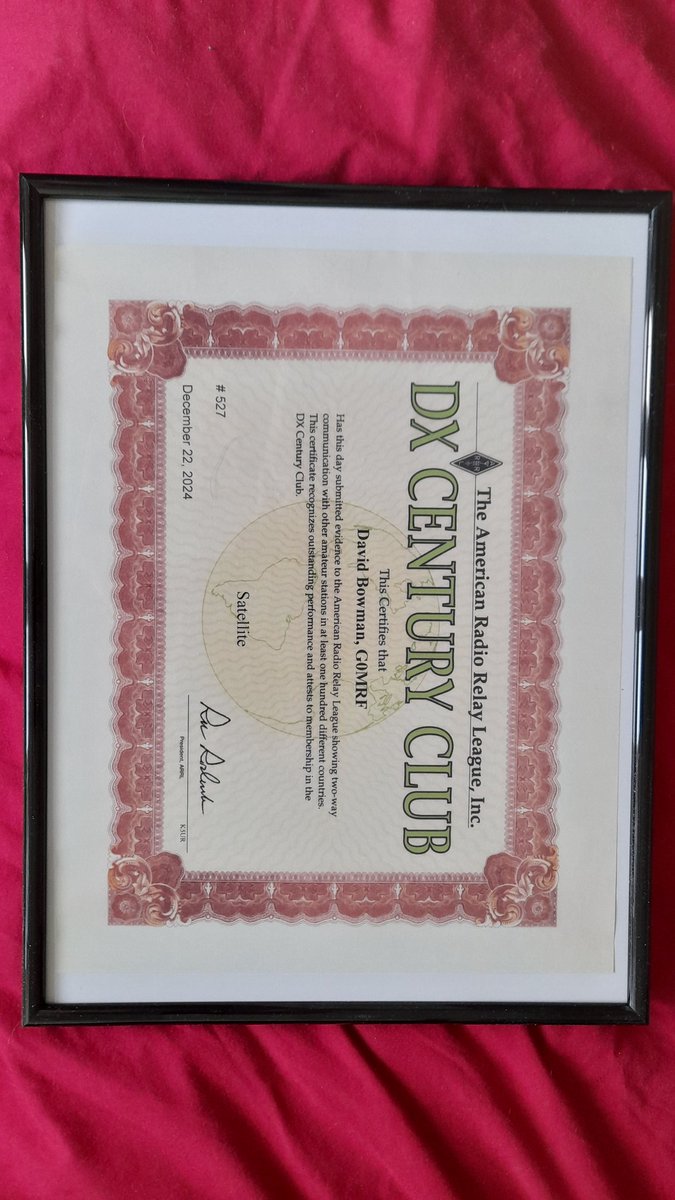 The American Radio Relay League, Inc.
DX CENTURY CLUB
This Certifies that
David Bowman, G0MRF
Has this day submitted evidence to the American Radio Relay League showing two-way
communication with other amateur stations in at least one hundred different countries.
This certificate recognizes outstanding performance and attests to membership in the
DX Century Club.
Satellite
# 527
December 22, 2024
President, ARRL
K5UR